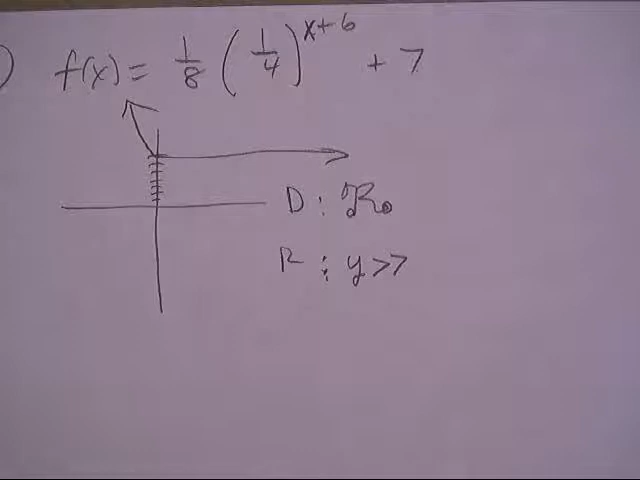 ) f(x) = 1/8 (1/4)^{x+6} + 7
D : ℝ
R : y > 7